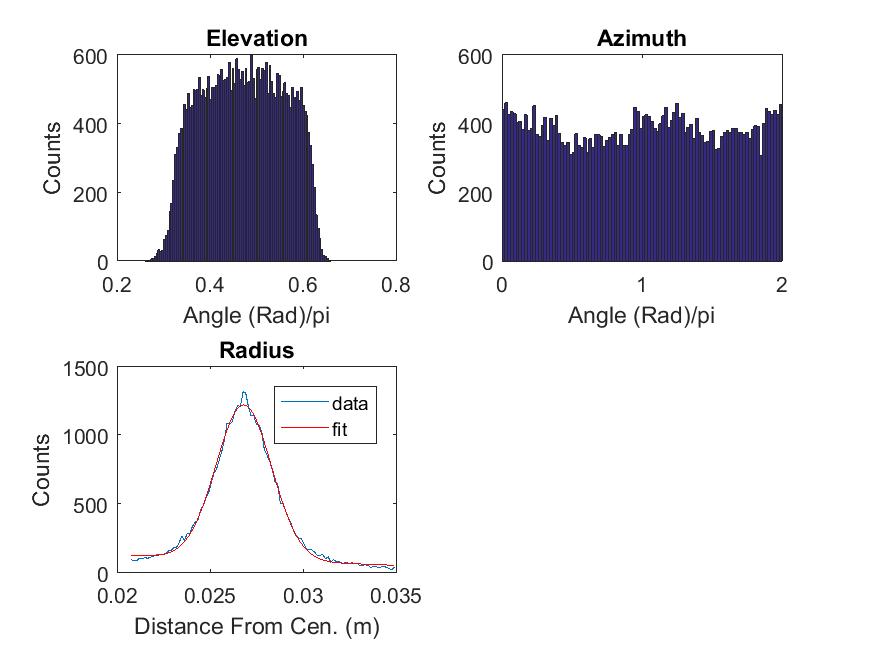 Elevation
600
400
200
0
Counts
0.2 0.4 0.6 0.8
Angle (Rad)/pi
Azimuth
600
400
200
0
Counts
0 1 2
Angle (Rad)/pi
Radius
1500
1000
500
0
Counts
data
fit
0.02 0.025 0.03 0.035
Distance From Cen. (m)